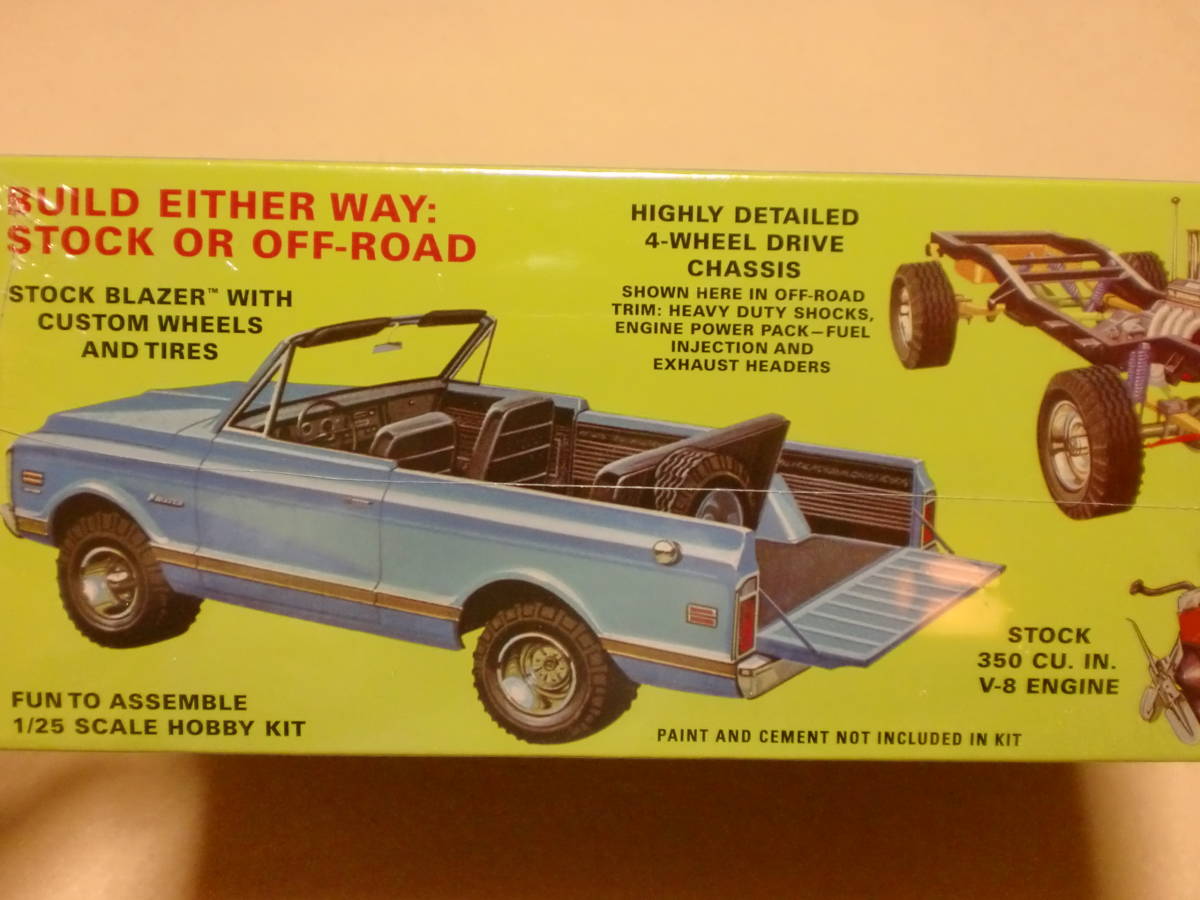 BUILD EITHER WAY:
STOCK OR OFF-ROAD
STOCK BLAZER™ WITH
CUSTOM WHEELS
AND TIRES
HIGHLY DETAILED
4-WHEEL DRIVE
CHASSIS
SHOWN HERE IN OFF-ROAD
TRIM: HEAVY DUTY SHOCKS,
ENGINE POWER PACK—FUEL
INJECTION AND
EXHAUST HEADERS
BLAZER
STOCK
350 CU. IN.
V-8 ENGINE
FUN TO ASSEMBLE
1/25 SCALE HOBBY KIT
PAINT AND CEMENT NOT INCLUDED IN KIT